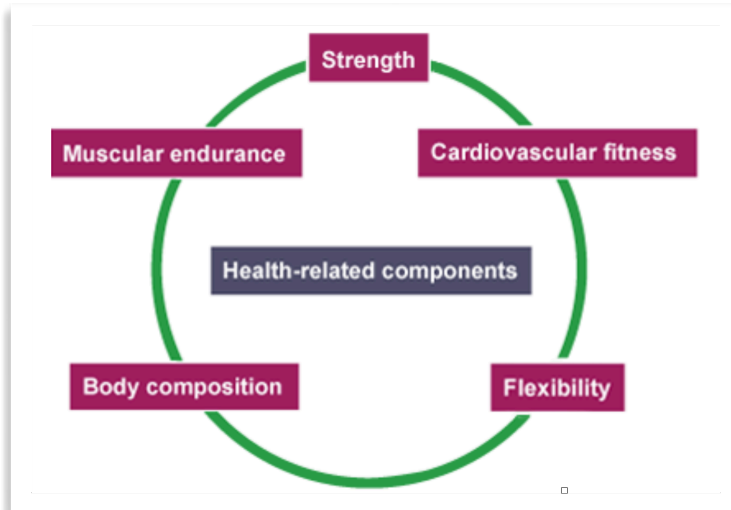 Strength
Muscular endurance
Cardiovascular fitness
Health-related components
Body composition
Flexibility